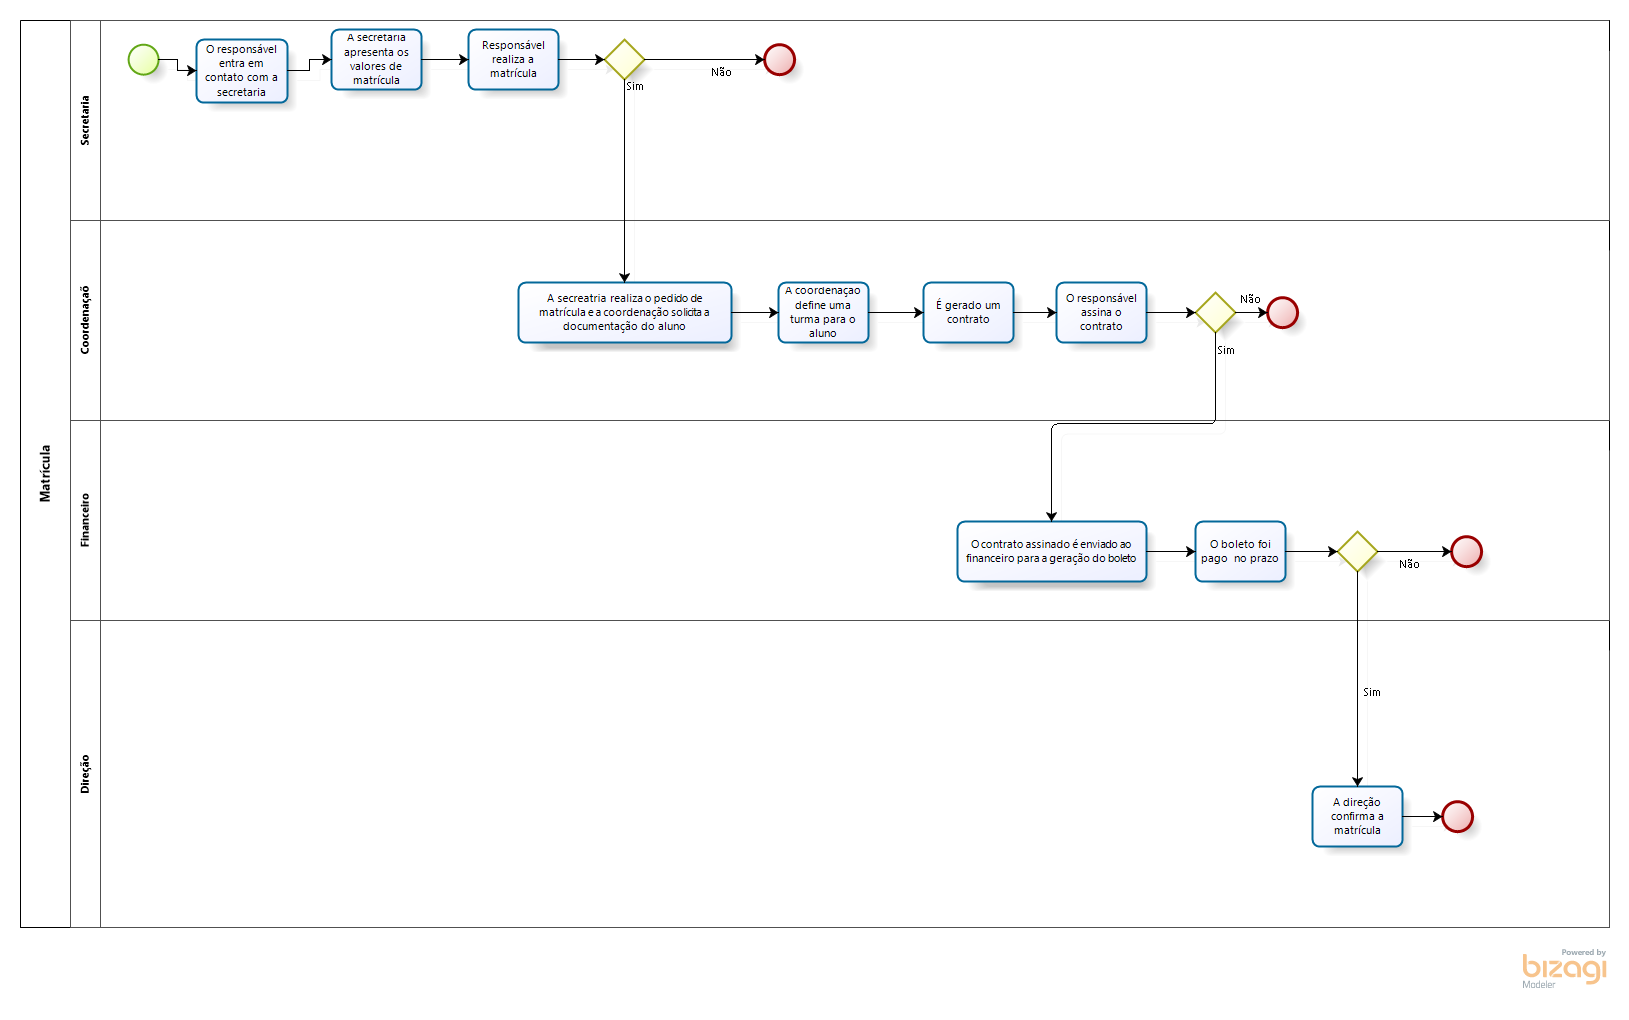 Matrícula
Secretaria
O responsável
entra em
contato com a
secretaria
A secretaria
apresenta os
valores de
matrícula
Responsável
realiza a
matrícula
Não
Sim
Coordenaçaõ
A secreatria realiza o pedido de
matrícula e a coordenação solicita a
documentação do aluno
A coordenação
define uma
turma para o
aluno
É gerado um
contrato
O responsável
assina o
contrato
Não
Sim
Financeiro
O contrato assinado é enviado ao
financeiro para a geração do boleto
O boleto foi
pago no prazo
Não
Sim
Direção
A direção
confirma a
matrícula
Powered by
bizagi
Modeler